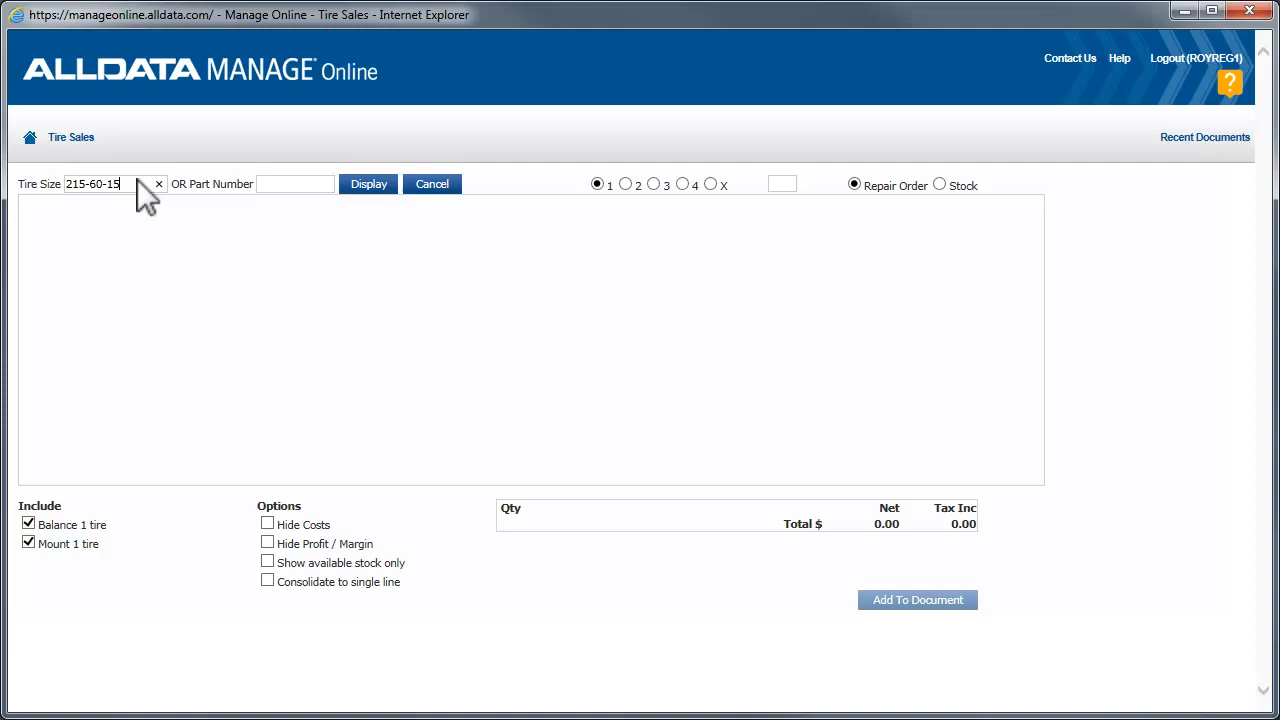 https://manageonline.alldata.com/ - Manage Online - Tire Sales - Internet Explorer
ALLDATA MANAGE® Online
Contact Us Help Logout (ROYREG1)
?
Tire Sales Recent Documents
Tire Size 215-60-15 × OR Part Number Display Cancel 1 2 3 4 X Repair Order Stock
Include Options Qty Net Tax Inc
Balance 1 tire Hide Costs Total $ 0.00 0.00
Mount 1 tire Hide Profit / Margin
Show available stock only
Consolidate to single line
Add To Document